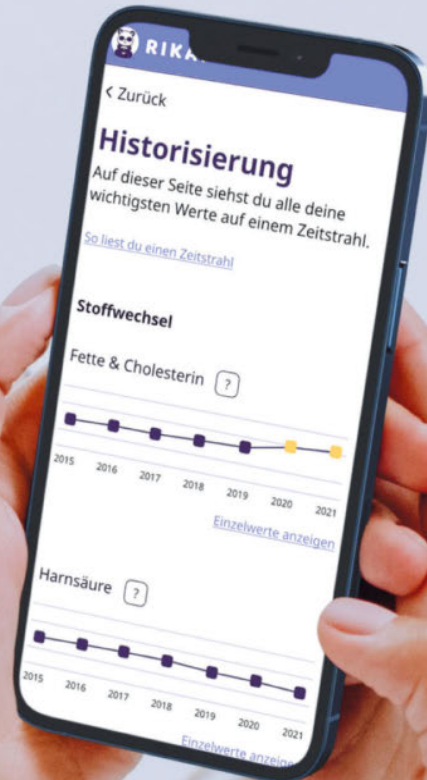 RIKA
< Zurück
Historisierung
Auf dieser Seite siehst du alle deine
wichtigsten Werte auf einem Zeitstrahl.
So liest du einen Zeitstrahl
Stoffwechsel
Fette & Cholesterin ?
2015 2016 2017 2018 2019 2020 2021
Einzelwerte anzeigen
Harnsäure ?
2015 2016 2017 2018 2019 2020 2021
Einzelwerte anzeigen